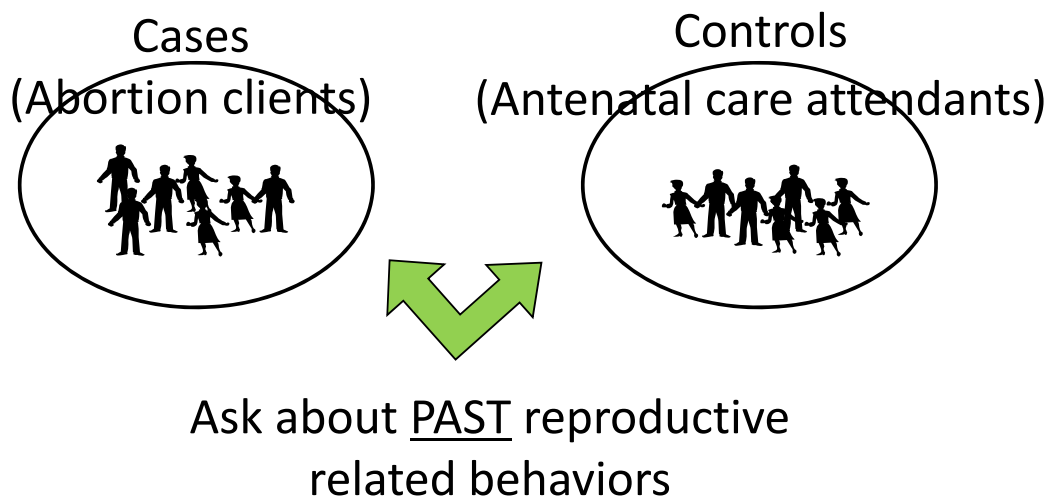 Cases
(Abortion clients)
Controls
(Antenatal care attendants)
Ask about PAST reproductive
related behaviors